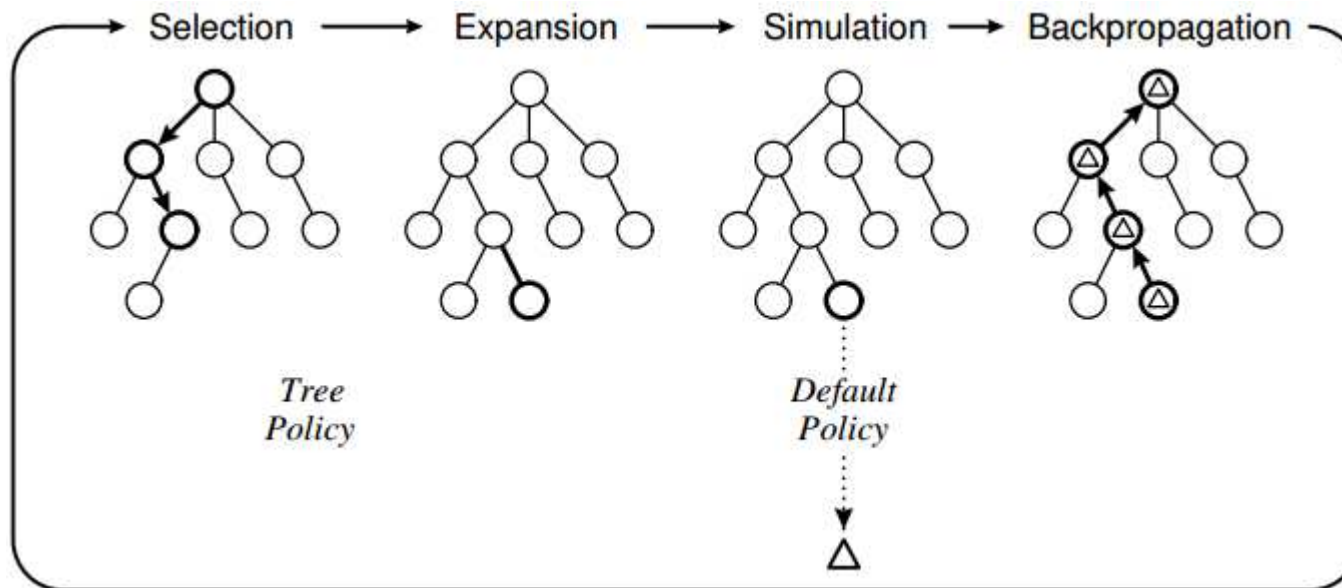 Selection Expansion Simulation Backpropagation
Tree
Policy
Default
Policy